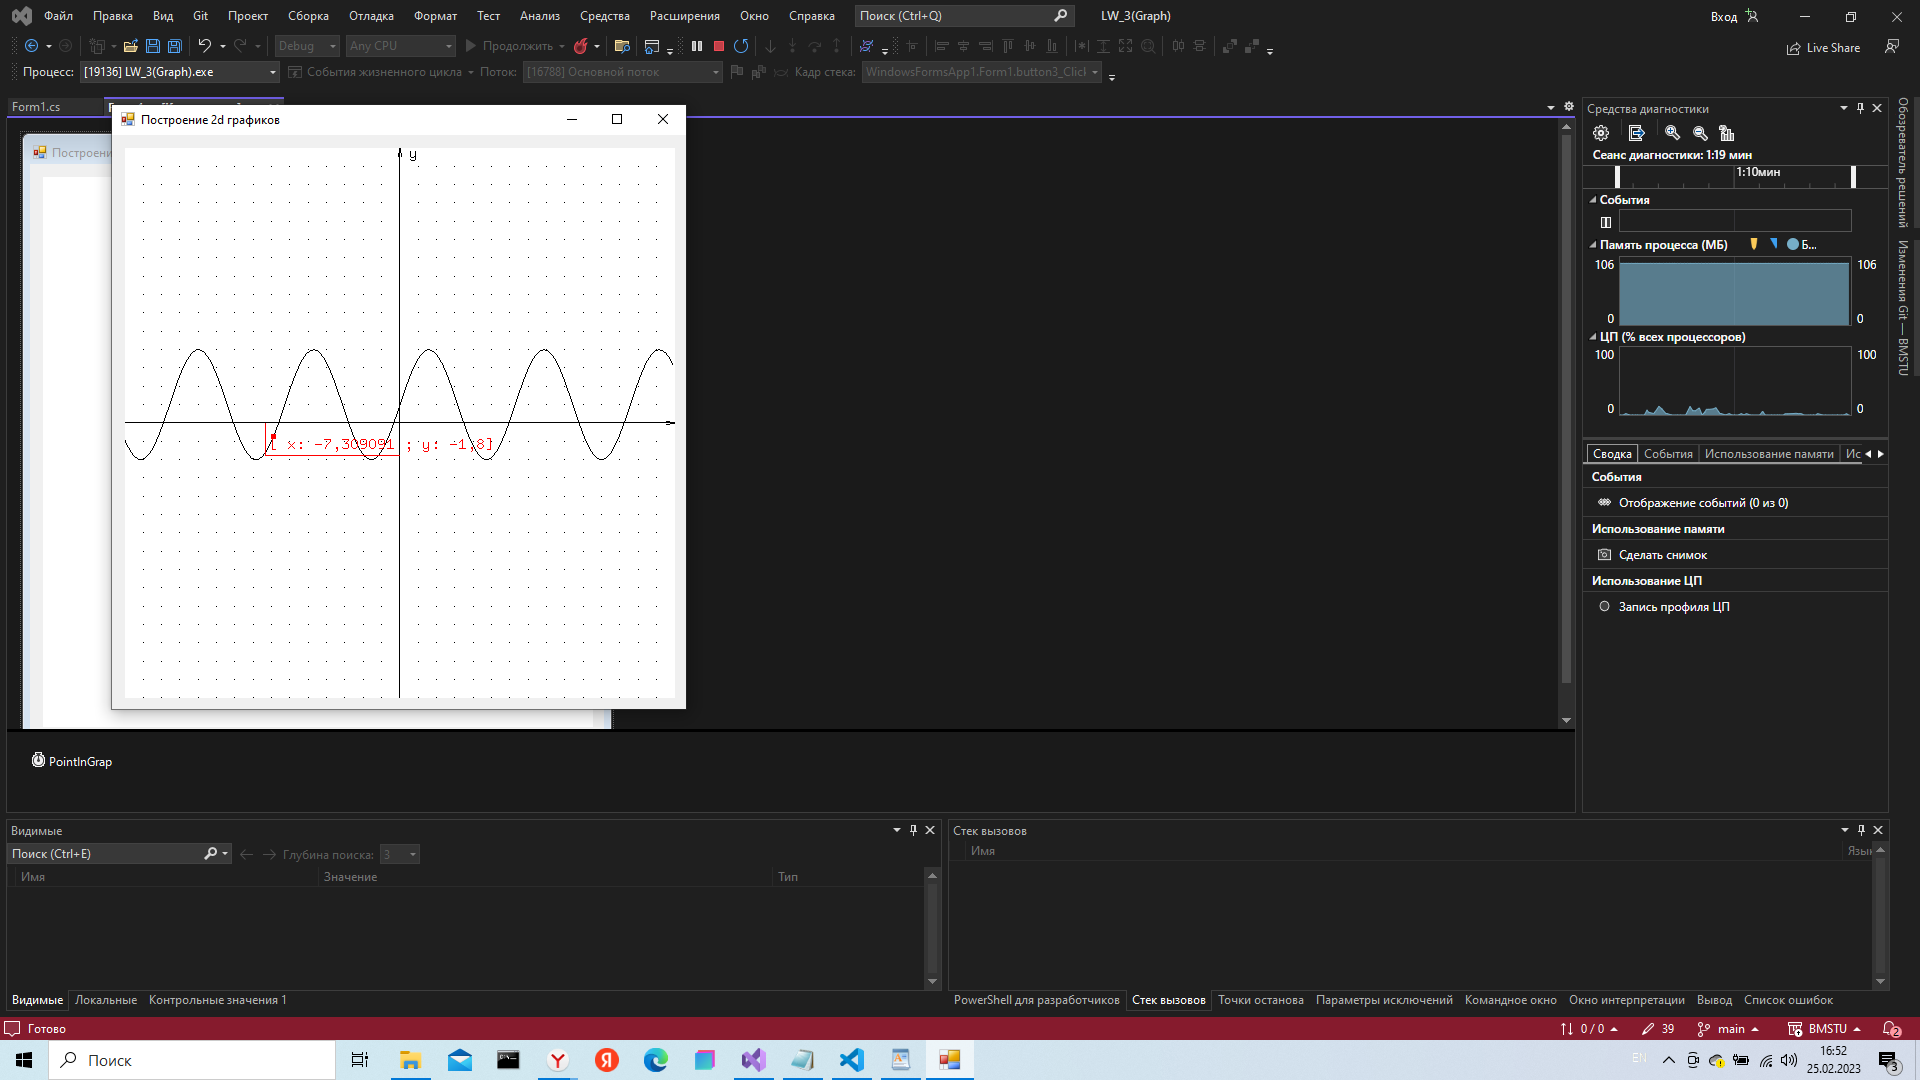 Файл Правка Вид Git Проект Сборка Отладка Формат Тест Анализ Средства Расширения Окно Справка Поиск (Ctrl+Q) LW_3(Graph) Вход
Debug Any CPU Продолжить Live Share
Процесс: [19136] LW_3(Graph).exe События жизненного цикла Поток: [16788] Основной поток Кадр стека: WindowsFormsApp1.Form1.button3_Click
Form1.cs
Построение 2d графиков
y
[ x: -7,309091 ; y: -1,8]
PointInGrap
Средства диагностики
Сеанс диагностики: 1:19 мин
1:10мин
События
Память процесса (МБ) Б...
106 106
0 0
ЦП (% всех процессоров)
100 100
0 0
Сводка События Использование памяти Ис
События
Отображение событий (0 из 0)
Использование памяти
Сделать снимок
Использование ЦП
Запись профиля ЦП
Обозреватель решений
Изменения Git — BMSTU
Видимые
Поиск (Ctrl+E) Глубина поиска: 3
Имя Значение Тип
Видимые Локальные Контрольные значения 1
Стек вызовов
Имя Язык
PowerShell для разработчиков Стек вызовов Точки останова Параметры исключений Командное окно Окно интерпретации Вывод Список ошибок
Готово 0 / 0 39 main BMSTU 2
Поиск EN 16:52
25.02.2023 3